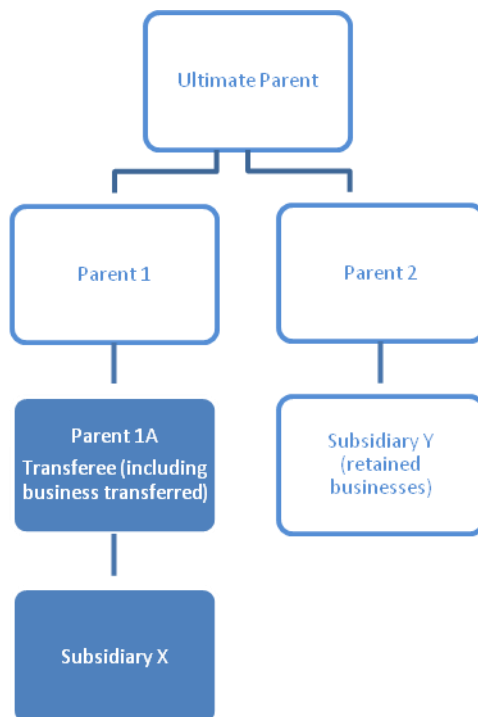 Ultimate Parent
Parent 1
Parent 2
Parent 1A
Transferee (including
business transferred)
Subsidiary Y
(retained
businesses)
Subsidiary X